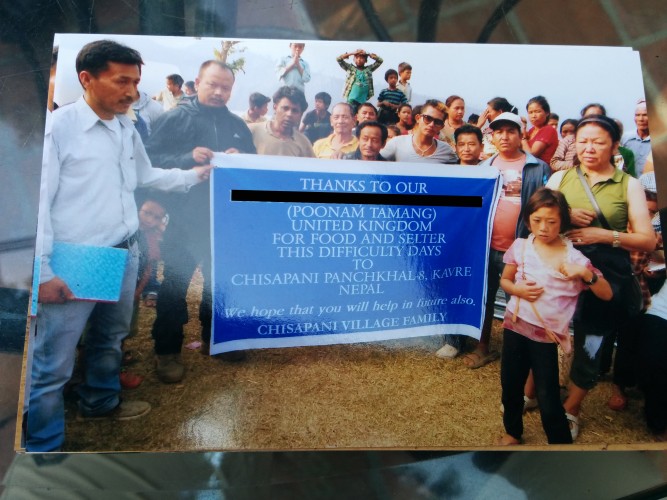 THANKS TO OUR
(POONAM TAMANG)
UNITED KINGDOM
FOR FOOD AND SELTER
THIS DIFFICULTY DAYS
TO
CHISAPANI PANCHKHAL-8, KAVRE
NEPAL
We hope that you will help in future also.
CHISAPANI VILLAGE FAMILY